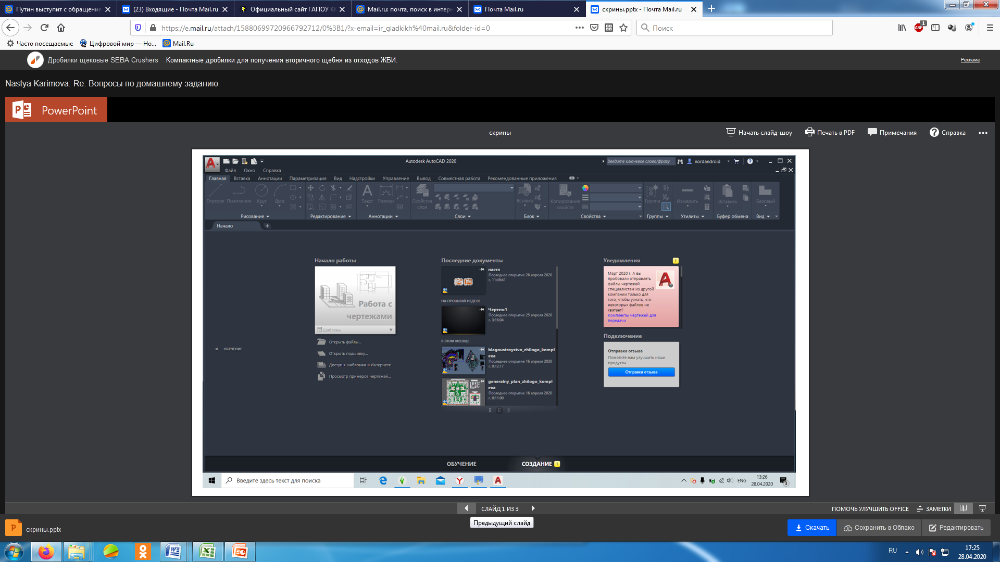 Путин выступит с обращение
(23) Входящие - Почта Mail.ru
Официальный сайт ГАПОУ КК
Mail.ru: почта, поиск в интерн
Почта Mail.ru
скрины.pptx - Почта Mail.ru
https://e.mail.ru/attach/15880699720966792712/0%3B1/?x-email=ir_gladkikh%40mail.ru&folder-id=0
Поиск
ABP
1
Часто посещаемые
Цифровой мир — Но...
Mail.Ru
Дробилки щековые SEBA Crushers
Компактные дробилки для получения вторичного щебня из отходов ЖБИ.
Реклама
Nastya Karimova: Re: Вопросы по домашнему заданию
PowerPoint
скрины
Начать слайд-шоу
Печать в PDF
Примечания
Справка
Autodesk AutoCAD 2020
Введите ключевое слово/фразу
nordandroid
Файл
Окно
Справка
Главная
Вставка
Аннотации
Параметризация
Вид
Надстройки
Управление
Вывод
Совместная работа
Рекомендованные приложения
Отрезок
Полилиния
Круг
Дуга
Текст
Размер
Свойства слоя
Вставка
Копирование свойств
Группа
Измерить
Вставить
Базовый
Рисование
Редактирование
Аннотации
Слои
Блок
Свойства
Группы
Утилиты
Буфер обмена
Вид
Начало
Начало работы
Работа с
чертежами
Шаблоны
Открыть файлы...
Открыть подшивку...
Доступ к шаблонам в Интернете
Просмотр примеров чертежей...
ОБУЧЕНИЕ
Последние документы
настя
Последнее открытие 26 апреля 2020
г. 11:49:41
НА ПРОШЛОЙ НЕДЕЛЕ
Чертеж1
Последнее открытие 25 апреля 2020
г. 3:16:04
В ЭТОМ МЕСЯЦЕ
blagoustroystvo_zhilogo_kompl
exa
Последнее открытие 16 апреля 2020
г. 0:12:17
generalny_plan_zhilogo_kompl
exa
Последнее открытие 16 апреля 2020
г. 0:11:00
Уведомления
1
Март 2020 г. А вы
пробовали отправлять
файлы чертежей
специалистам из другой
компании только для
того, чтобы узнать, что
некоторых файлов не
хватает?
Комплекты чертежей для
передачи
Подключение
Отправка отзыва
Помогите нам улучшить наши
продукты
Отправка отзыва
ОБУЧЕНИЕ
СОЗДАНИЕ
1
Введите здесь текст для поиска
ENG
13:26
28.04.2020
3
СЛАЙД 1 ИЗ 3
ПОМОЧЬ УЛУЧШИТЬ OFFICE
ЗАМЕТКИ
Предыдущий слайд
скрины.pptx
Скачать
Сохранить в Облако
Редактировать
RU
17:25
28.04.2020